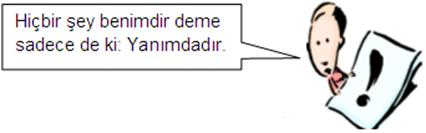 Hiçbir şey benimdir deme
sadece de ki: Yanımdadır.
!